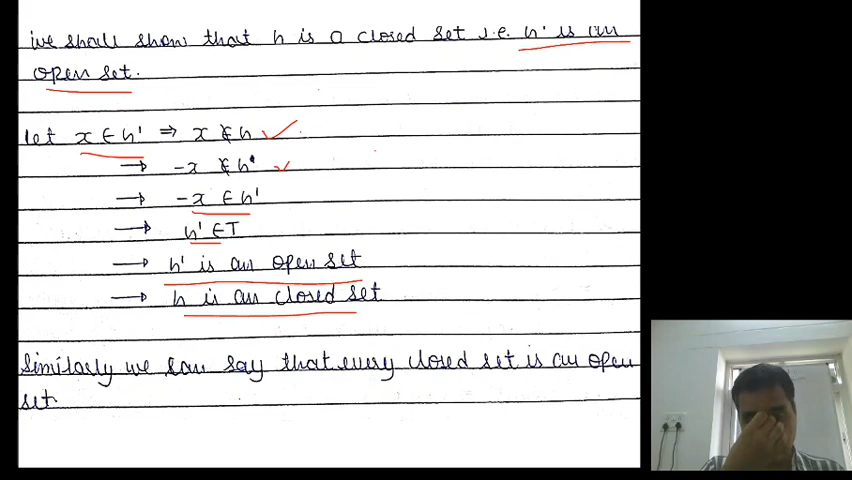 we shall show that h is a closed set i.e. h' is an
open set.
let x ∈ h' ⇒ x ∉ h
→ -x ∉ h
→ -x ∈ h'
→ h' ∈ T
→ h' is an open set
→ h is an closed set
Similarly we can say that every closed set is an open
set.